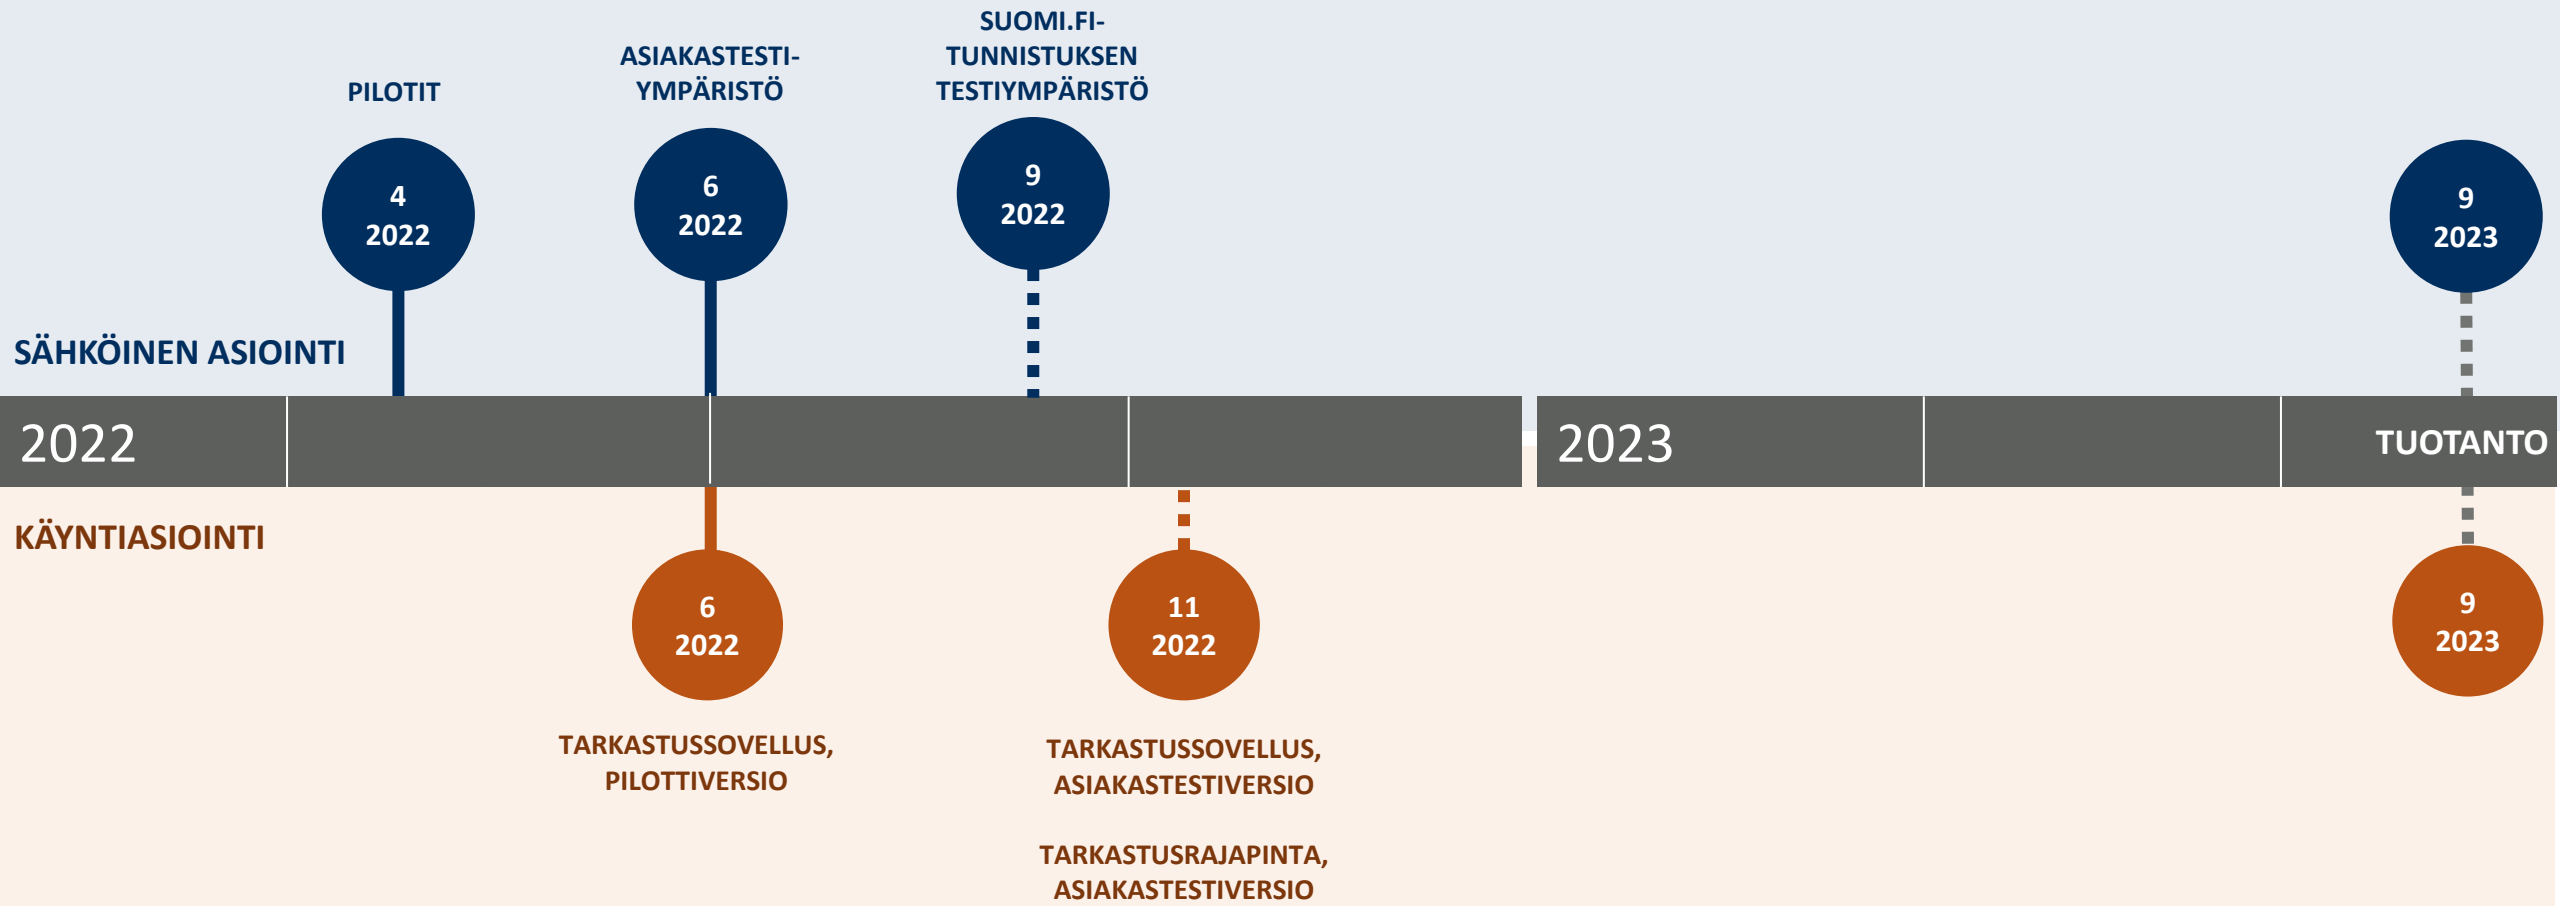 SUOMI.FI-
TUNNISTUKSEN
TESTIYMPÄRISTÖ
ASIAKASTESTI-
YMPÄRISTÖ
PILOTIT
4
2022
6
2022
9
2022
9
2023
SÄHKÖINEN ASIOINTI
2022
2023
TUOTANTO
KÄYNTIASIOINTI
6
2022
11
2022
9
2023
TARKASTUSSOVELLUS,
PILOTTIVERSIO
TARKASTUSSOVELLUS,
ASIAKASTESTIVERSIO
TARKASTUSRAJAPINTA,
ASIAKASTESTIVERSIO